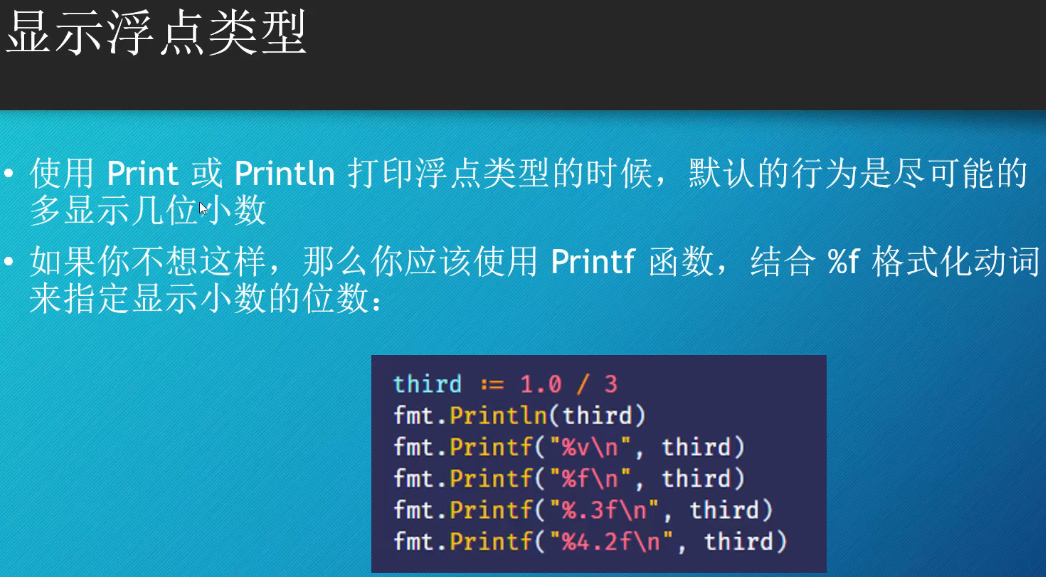 显示浮点类型
• 使用 Print 或 Println 打印浮点类型的时候，默认的行为是尽可能的
多显示几位小数
• 如果你不想这样，那么你应该使用 Printf 函数，结合 %f 格式化动词
来指定显示小数的位数：
third := 1.0 / 3
fmt.Println(third)
fmt.Printf("%v\n", third)
fmt.Printf("%f\n", third)
fmt.Printf("%.3f\n", third)
fmt.Printf("%4.2f\n", third)